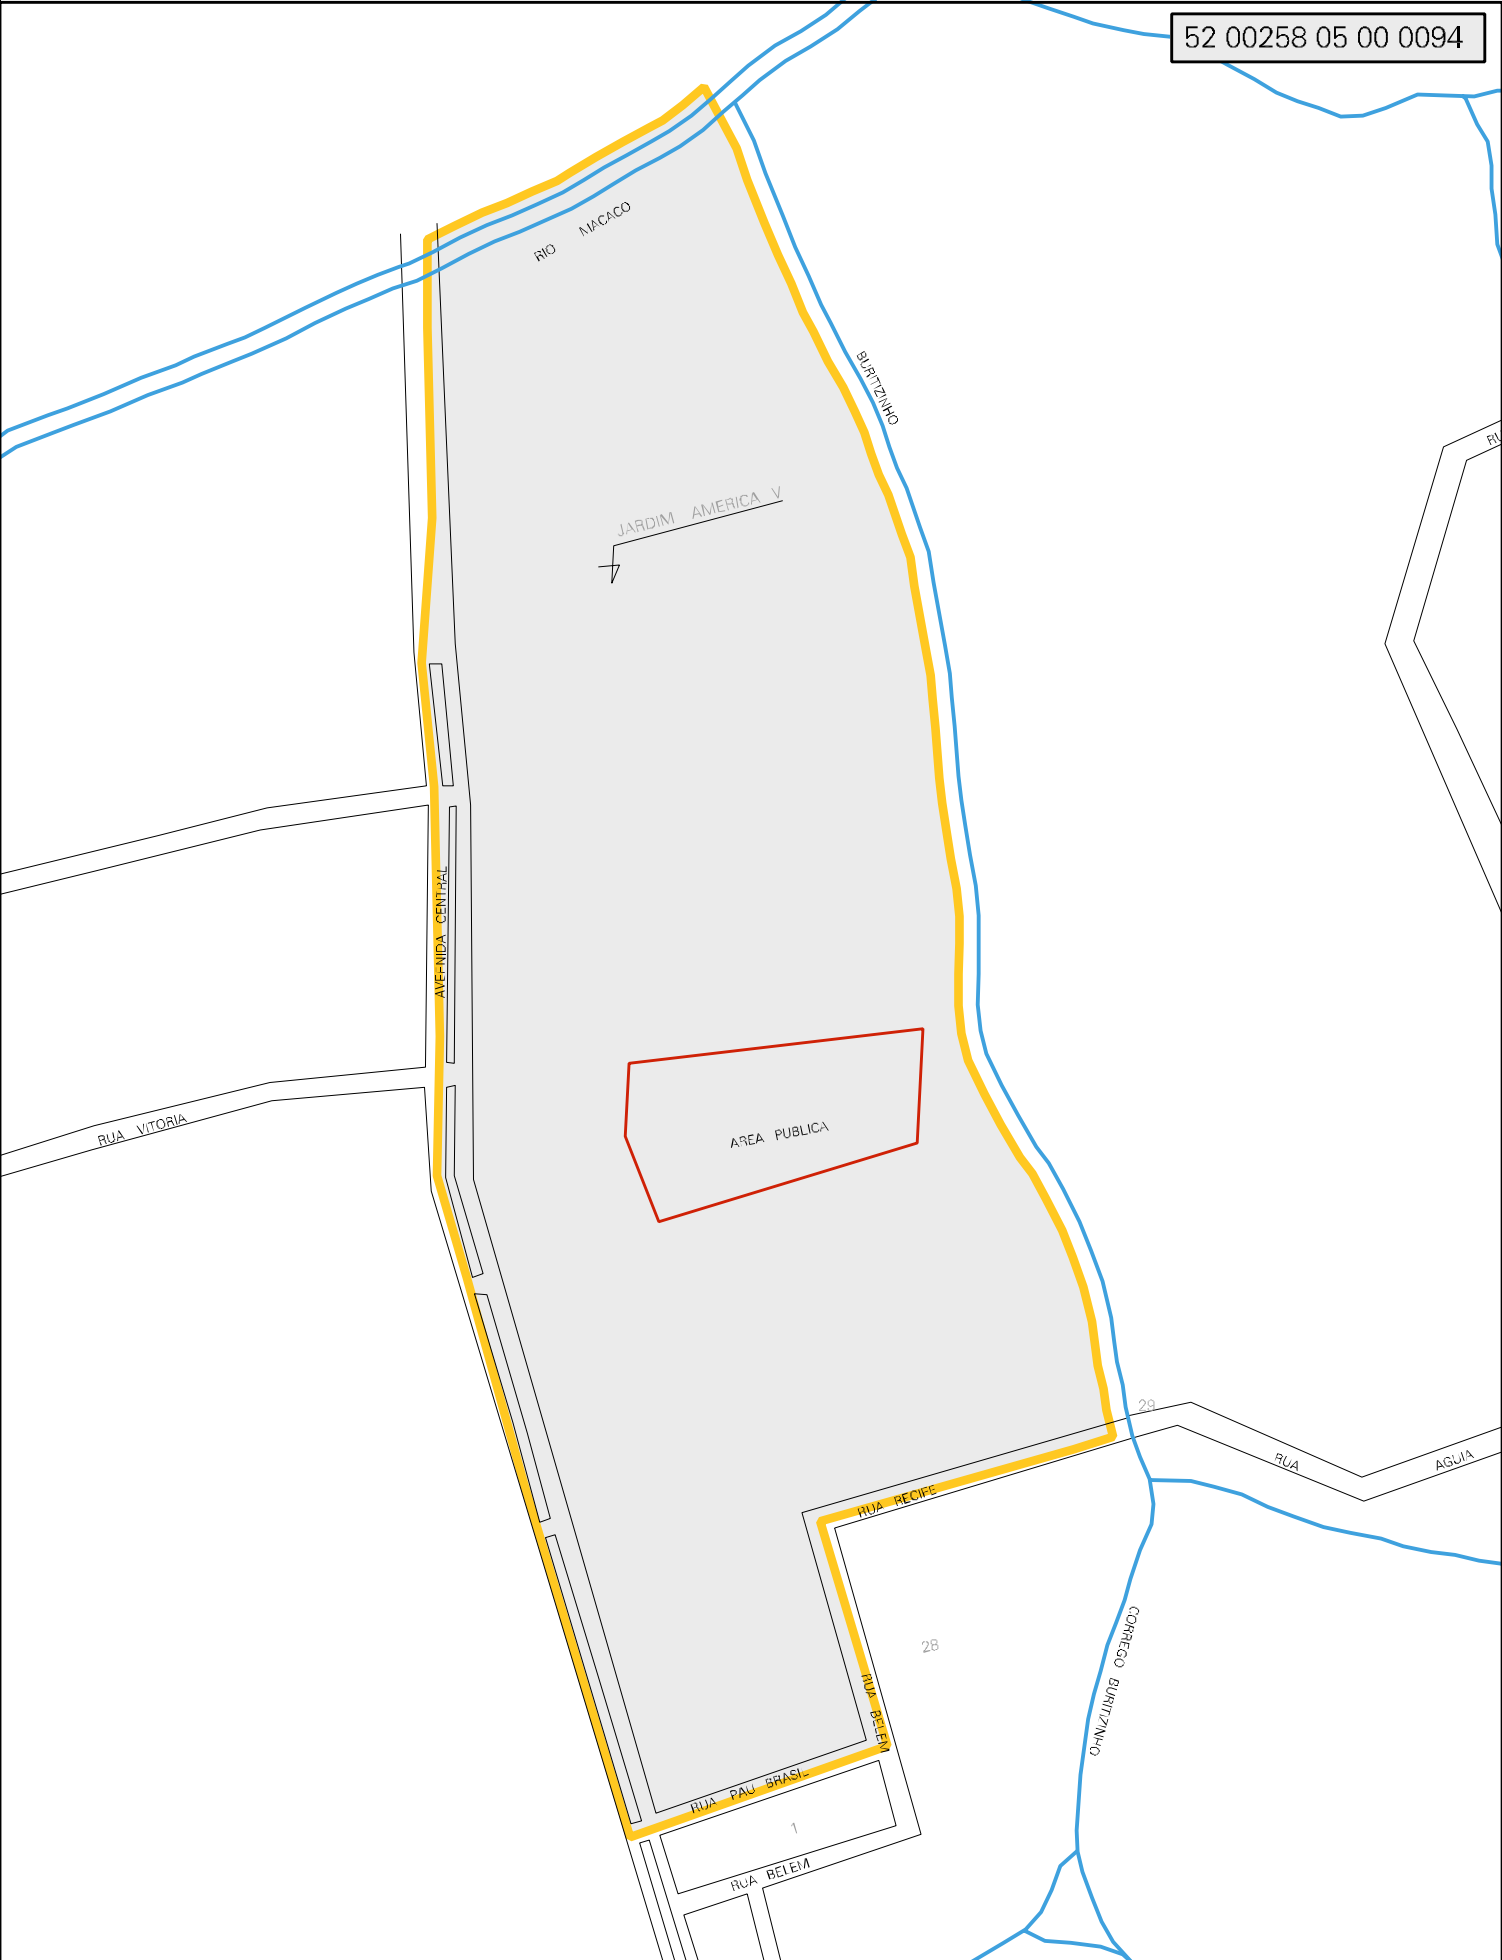 52 00258 05 00 0094
RIO MACACO
BURITIZINHO
JARDIM AMERICA V
AVENIDA CENTRAL
AREA PUBLICA
RUA VITORIA
29
RUA AGUIA
RUA RECIFE
28
CORREGO BURITIZINHO
RUA BELEM
RUA PAU BRASIL
1
RUA BELEM